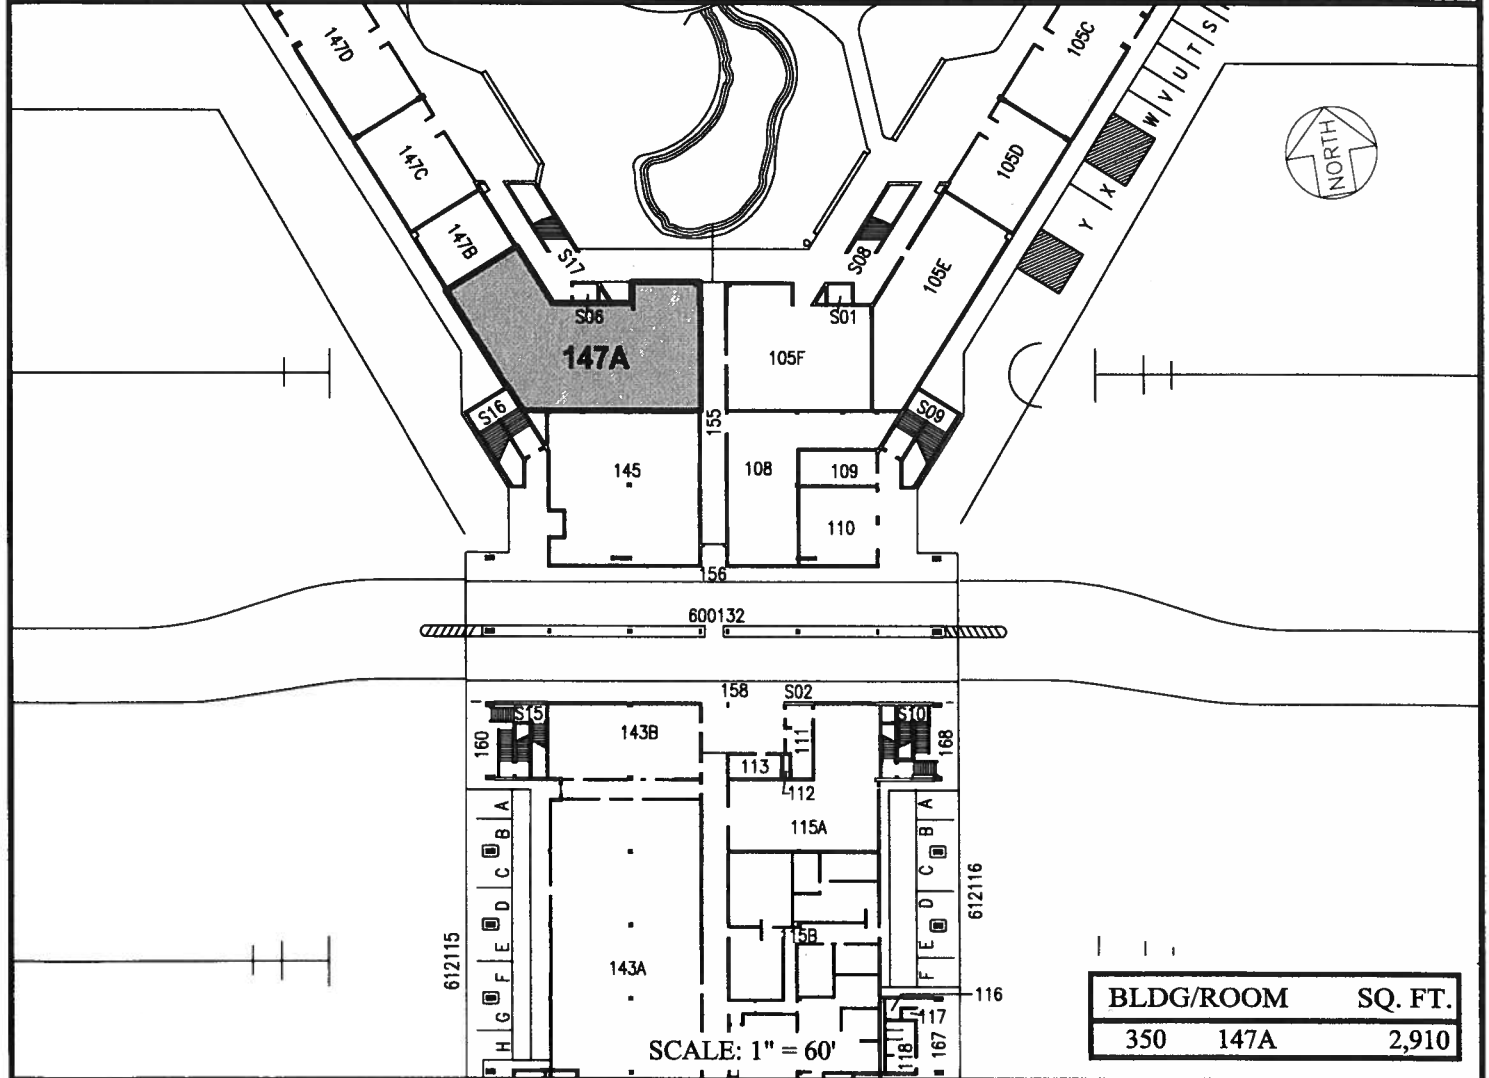 147D
105C
S
T
U
V
W
NORTH
147C
105D
X
Y
147B
S17
S08
105E
S06
S01
147A
105F
S16
S09
155
145
108
109
110
156
600132
158
S02
S15
S10
160
143B
111
168
113
112
115A
A
B
C
D
E
F
G
H
612115
A
B
C
D
E
F
612116
143A
116
117
118
167
SCALE: 1" = 60'
BLDG/ROOM SQ. FT.
350 147A 2,910